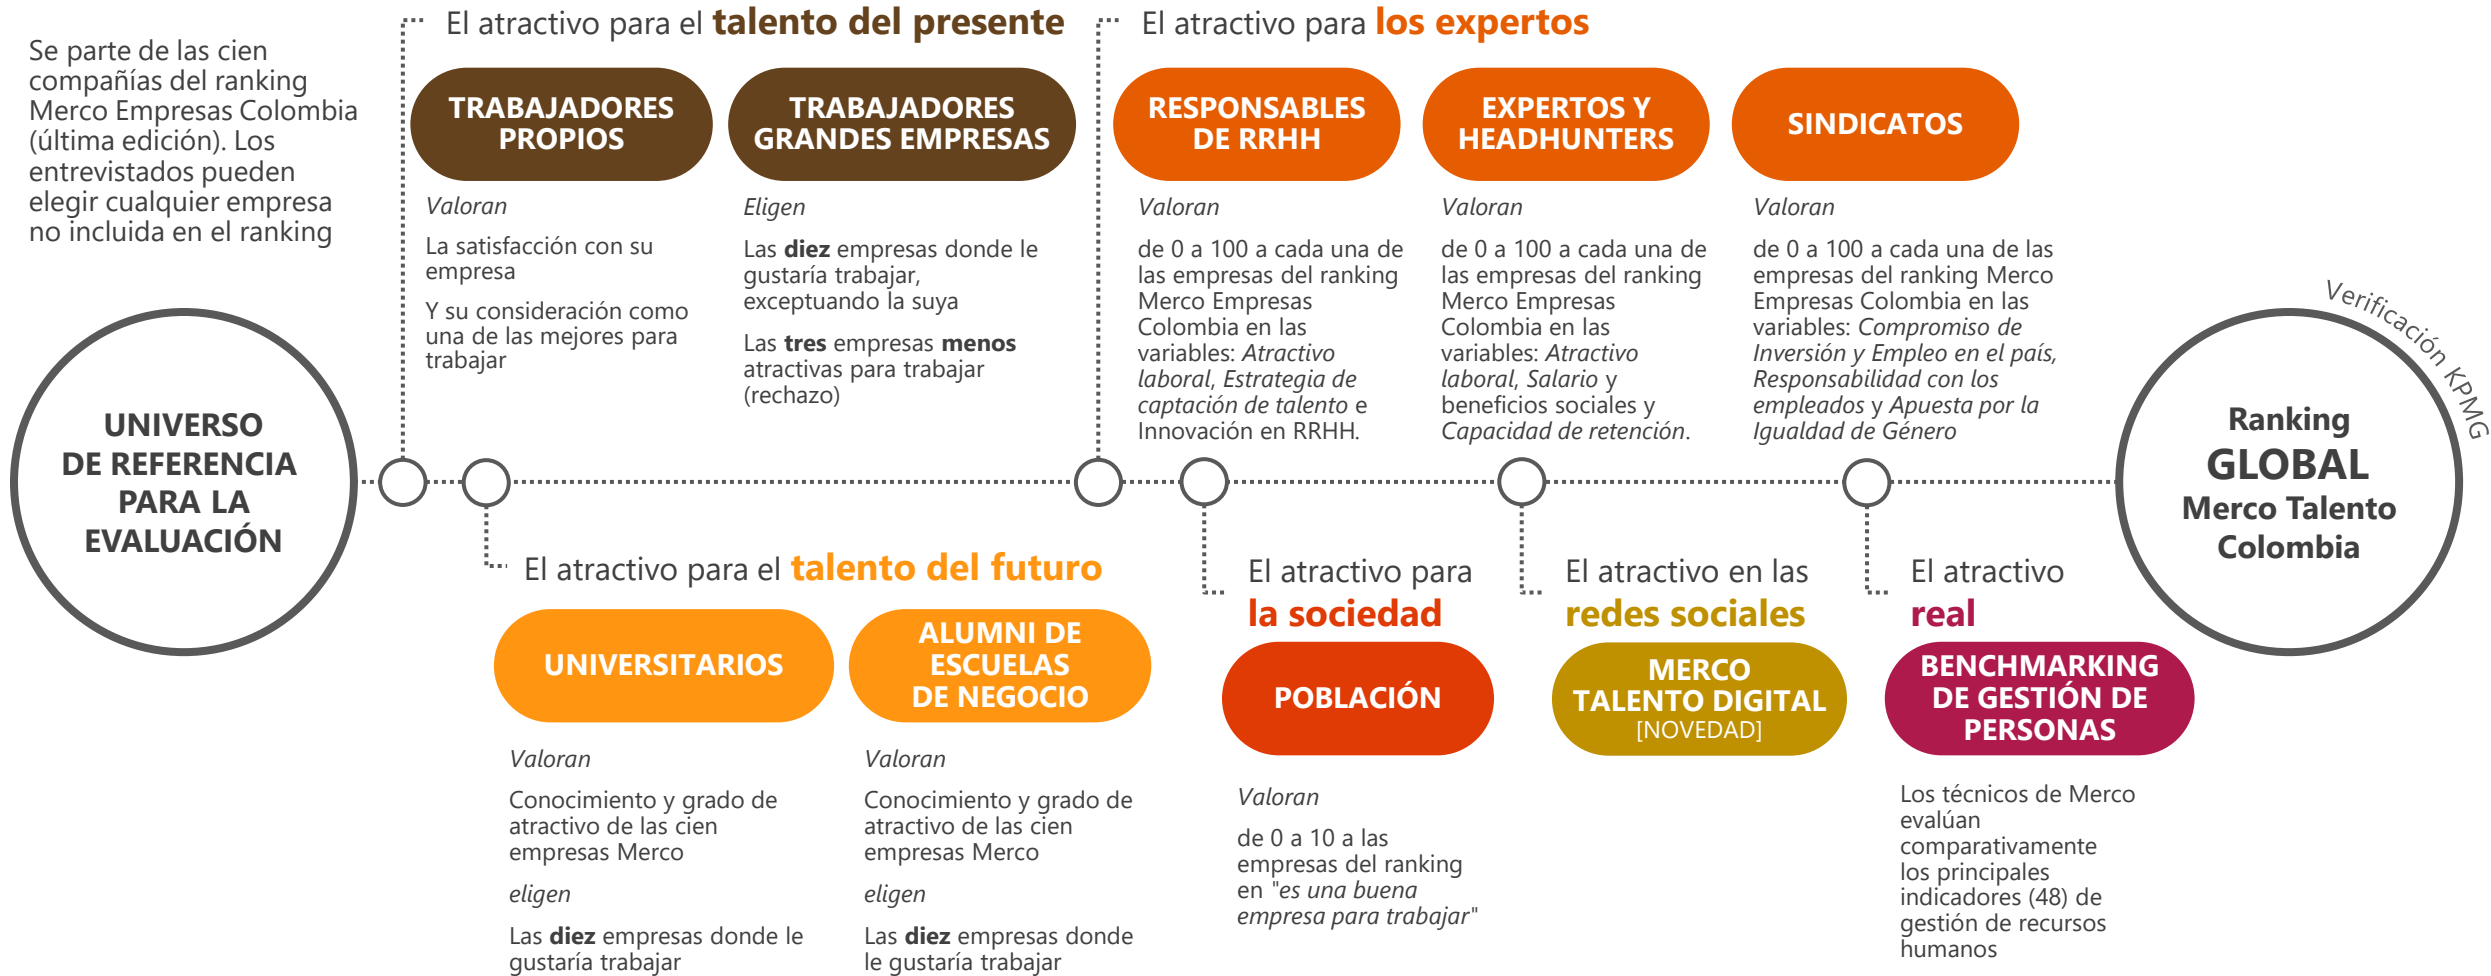 Se parte de las cien
compañías del ranking
Merco Empresas Colombia
(última edición). Los
entrevistados pueden
elegir cualquier empresa
no incluida en el ranking
UNIVERSO
DE REFERENCIA
PARA LA
EVALUACIÓN
El atractivo para el talento del presente
TRABAJADORES
PROPIOS
Valoran
La satisfacción con su
empresa
Y su consideración como
una de las mejores para
trabajar
TRABAJADORES
GRANDES EMPRESAS
Eligen
Las diez empresas donde le
gustaría trabajar,
exceptuando la suya
Las tres empresas menos
atractivas para trabajar
(rechazo)
El atractivo para el talento del futuro
UNIVERSITARIOS
Valoran
Conocimiento y grado de
atractivo de las cien
empresas Merco
eligen
Las diez empresas donde le
gustaría trabajar
ALUMNI DE
ESCUELAS
DE NEGOCIO
Valoran
Conocimiento y grado de
atractivo de las cien
empresas Merco
eligen
Las diez empresas donde
le gustaría trabajar
El atractivo para los expertos
RESPONSABLES
DE RRHH
Valoran
de 0 a 100 a cada una de
las empresas del ranking
Merco Empresas
Colombia en las
variables: Atractivo
laboral, Estrategia de
captación de talento e
Innovación en RRHH.
EXPERTOS Y
HEADHUNTERS
Valoran
de 0 a 100 a cada una de
las empresas del ranking
Merco Empresas
Colombia en las
variables: Atractivo
laboral, Salario y
beneficios sociales y
Capacidad de retención.
SINDICATOS
Valoran
de 0 a 100 a cada una de las
empresas del ranking Merco
Empresas Colombia en las
variables: Compromiso de
Inversión y Empleo en el país,
Responsabilidad con los
empleados y Apuesta por la
Igualdad de Género
El atractivo para
la sociedad
POBLACIÓN
Valoran
de 0 a 10 a las
empresas del ranking
en "es una buena
empresa para trabajar"
El atractivo en las
redes sociales
MERCO
TALENTO DIGITAL
[NOVEDAD]
El atractivo
real
BENCHMARKING
DE GESTIÓN DE
PERSONAS
Los técnicos de Merco
evalúan
comparativamente
los principales
indicadores (48) de
gestión de recursos
humanos
Verificación KPMG
Ranking
GLOBAL
Merco Talento
Colombia